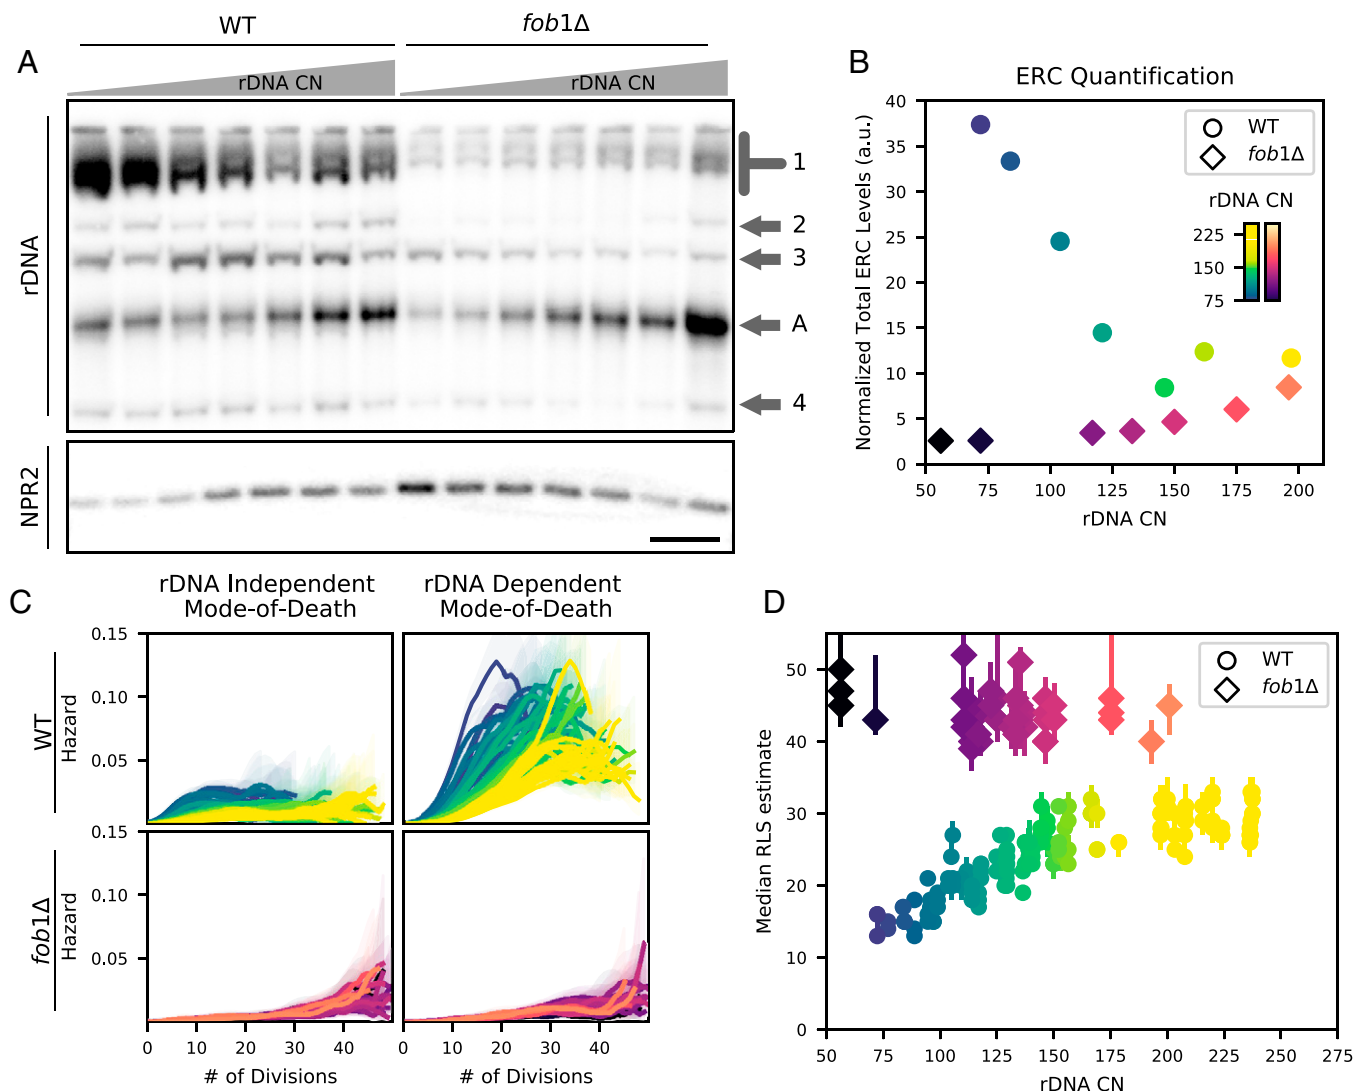 A
WT
fob1Δ
rDNA CN
rDNA CN
rDNA
1
2
3
A
4
NPR2
B
ERC Quantification
Normalized Total ERC Levels (a.u.)
40
35
30
25
20
15
10
5
0
WT
fob1Δ
rDNA CN
225
150
75
50
75
100
125
150
175
200
rDNA CN
C
rDNA Independent
Mode-of-Death
rDNA Dependent
Mode-of-Death
WT
Hazard
0.15
0.10
0.05
fob1Δ
Hazard
0.15
0.10
0.05
0
10
20
30
40
# of Divisions
0
10
20
30
40
# of Divisions
D
Median RLS estimate
50
40
30
20
10
0
WT
fob1Δ
50
75
100
125
150
175
200
225
250
275
rDNA CN